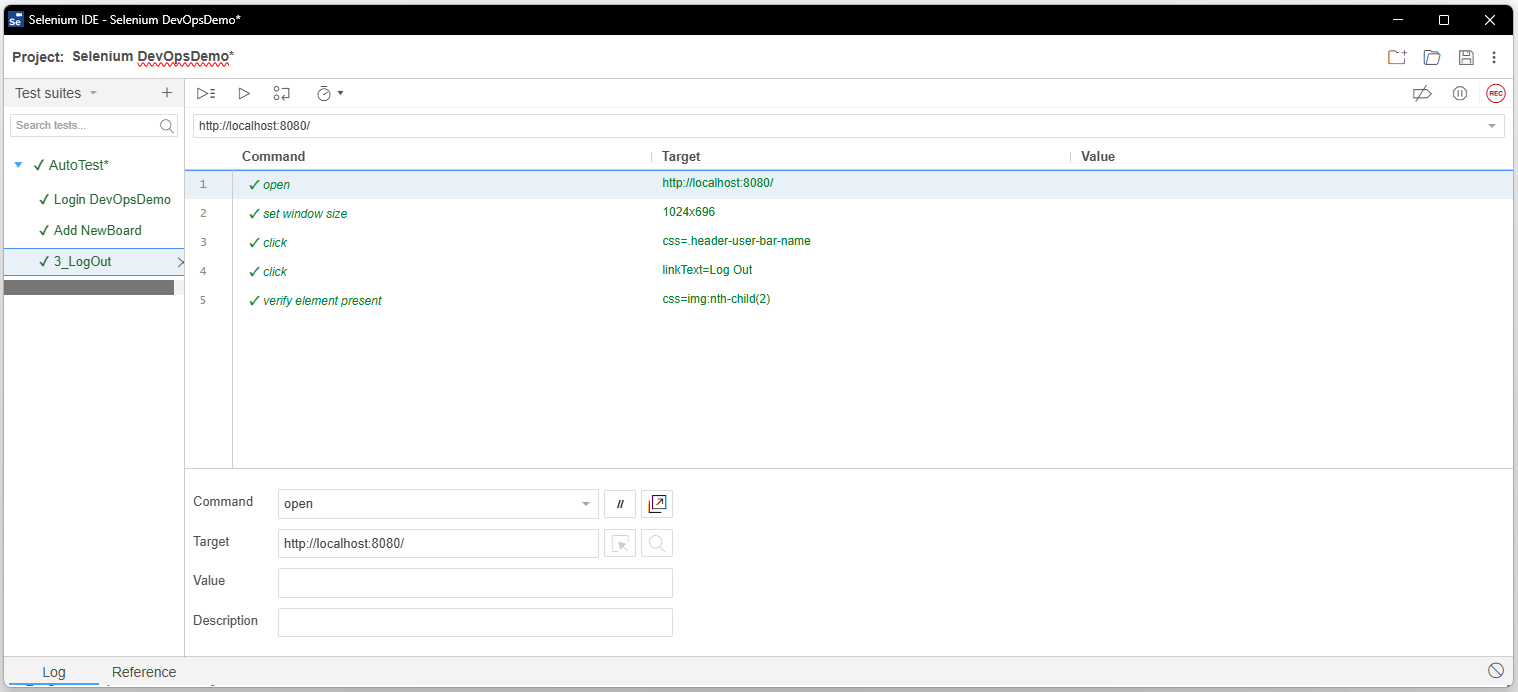 Se Selenium IDE - Selenium DevOpsDemo*
Project: Selenium DevOpsDemo*
Test suites
REC
Search tests...
http://localhost:8080/
Command Target Value
AutoTest*
Login DevOpsDemo
Add NewBoard
3_LogOut
1 open http://localhost:8080/
2 set window size 1024x696
3 click css=.header-user-bar-name
4 click linkText=Log Out
5 verify element present css=img:nth-child(2)
Command open //
Target http://localhost:8080/
Value
Description
Log Reference